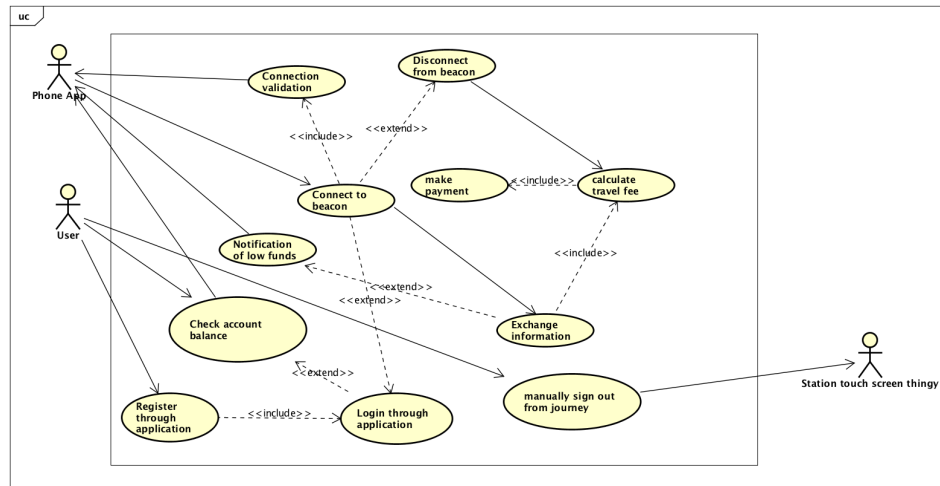 uc
Disconnect
from beacon
Connection
validation
Phone App
<<include>>
<<extend>>
make
payment
<<include>>
calculate
travel fee
Connect to
beacon
User
Notification
of low funds
<<include>>
<<extend>>
<<extend>>
Check account
balance
Exchange
information
Station touch screen thingy
<<extend>>
manually sign out
from journey
Register
through
application
<<include>>
Login through
application